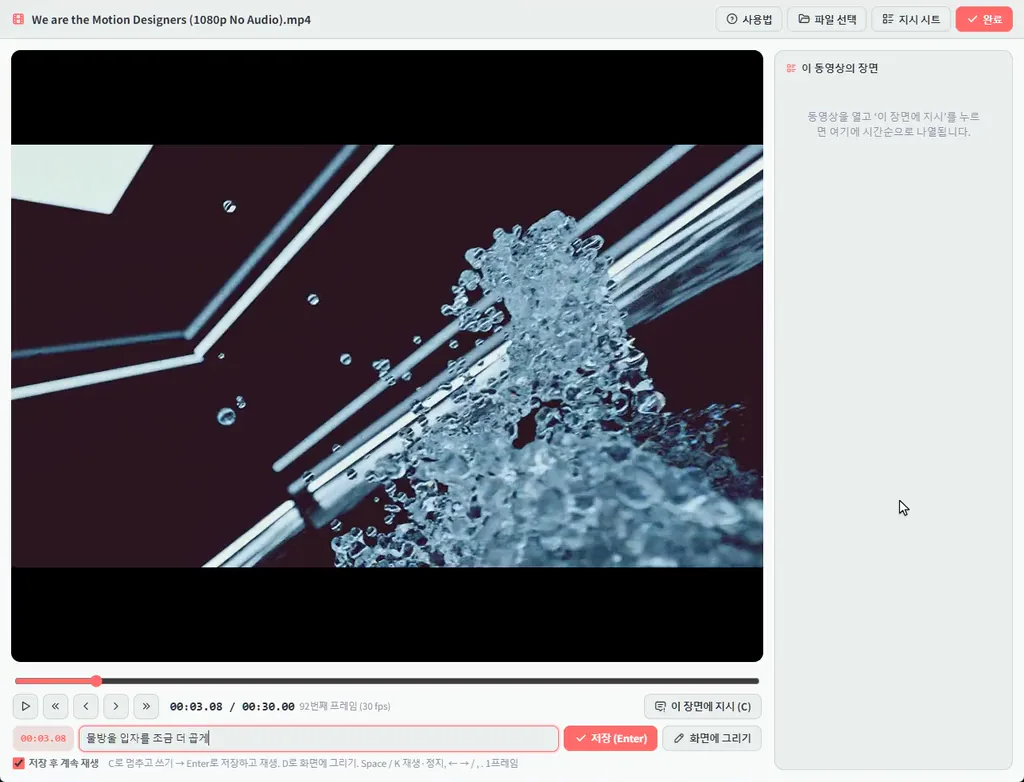 We are the Motion Designers (1080p No Audio).mp4
사용법
파일 선택
지시 시트
완료
이 동영상의 장면
동영상을 열고 '이 장면에 지시'를 누르
면 여기에 시간순으로 나열됩니다.
00:03.08 / 00:30.00 92번째 프레임 (30 fps)
이 장면에 지시 (C)
00:03.08
물방울 입자를 조금 더 곱게
저장 (Enter)
화면에 그리기
저장 후 계속 재생
C로 멈추고 쓰기 → Enter로 저장하고 재생. D로 화면에 그리기. Space / K 재생·정지, ←→ / , . 1프레임